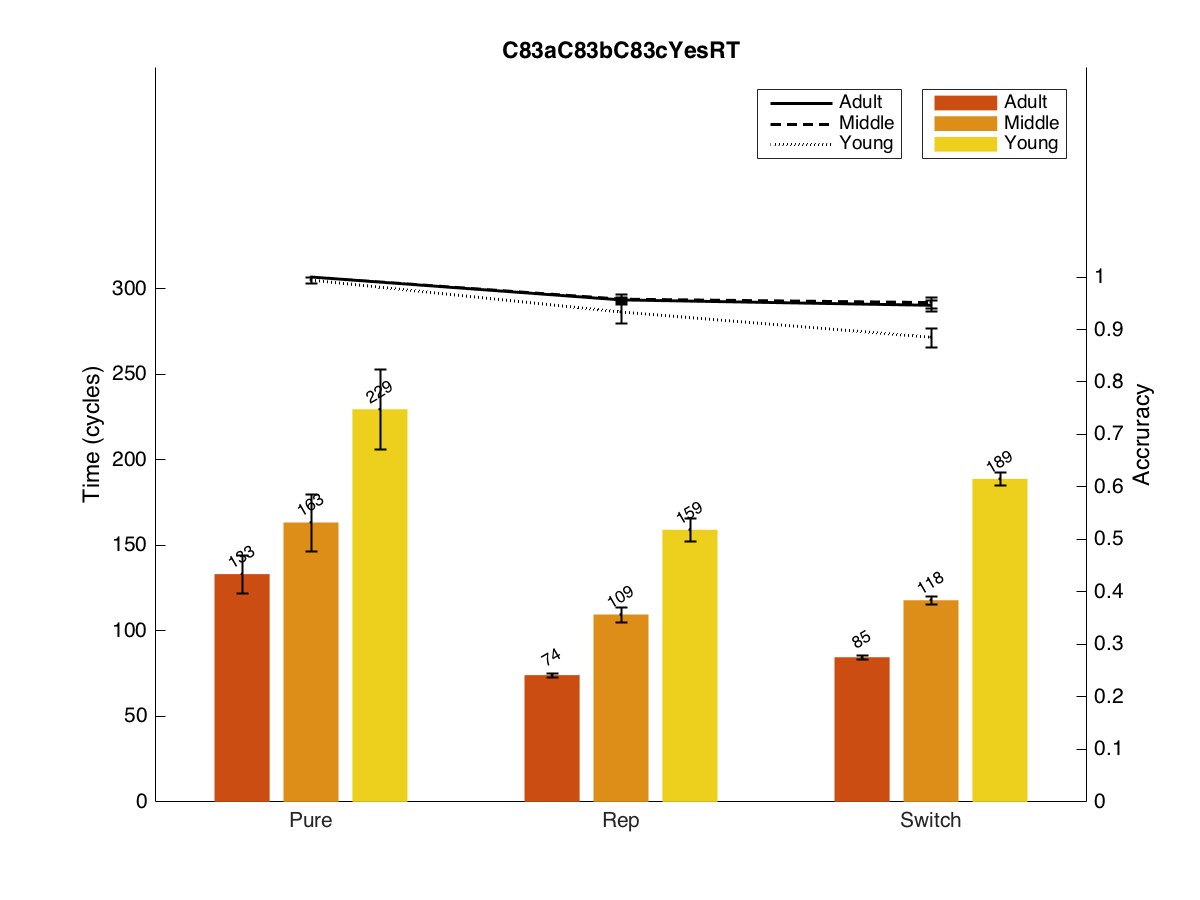 C83aC83bC83cYesRT
Adult
Middle
Young
Adult
Middle
Young
Time (cycles)
300
250
200
150
100
50
0
133
163
229
74
109
159
85
118
189
Pure
Rep
Switch
1
0.9
0.8
0.7
0.6
0.5
0.4
0.3
0.2
0.1
0
Accruracy